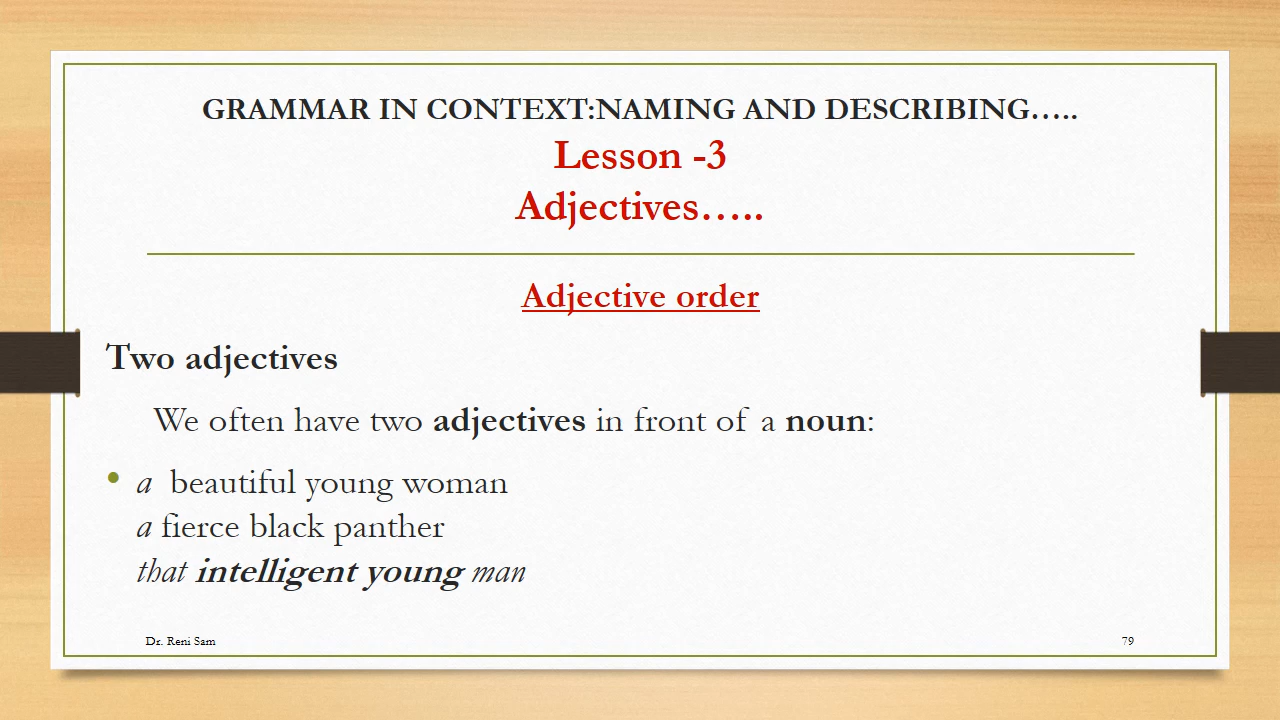 GRAMMAR IN CONTEXT:NAMING AND DESCRIBING…..
Lesson -3
Adjectives…..
Adjective order
Two adjectives
We often have two adjectives in front of a noun:
• a beautiful young woman
a fierce black panther
that intelligent young man
Dr. Reni Sam
79